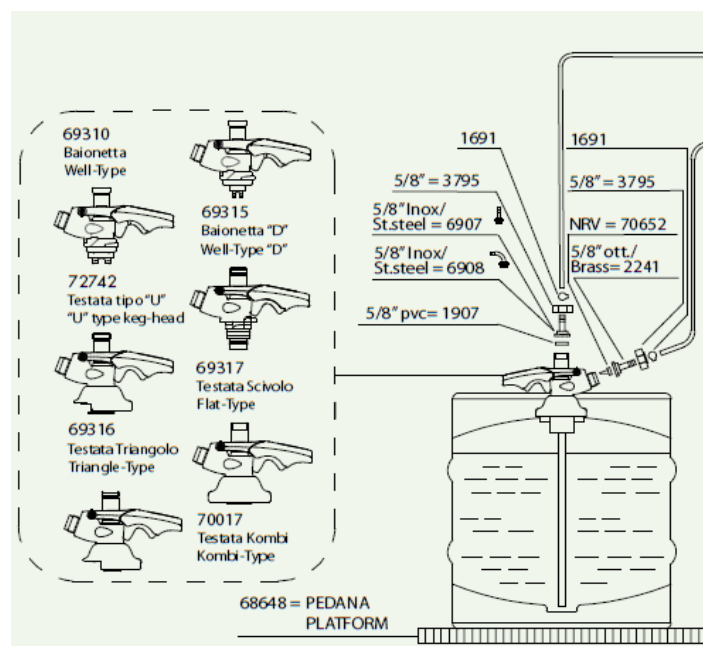 69310
Baionetta
Well-Type
69315
Baionetta "D"
Well-Type "D"
72742
Testata tipo "U"
"U" type keg-head
69317
Testata Scivolo
Flat-Type
69316
Testata Triangolo
Triangle-Type
70017
Testata Kombi
Kombi-Type
1691
5/8" = 3795
5/8" Inox/
St.steel = 6907
5/8" Inox/
St.steel = 6908
5/8" pvc= 1907
1691
5/8" = 3795
NRV = 70652
5/8" ott./
Brass= 2241
68648 = PEDANA
PLATFORM